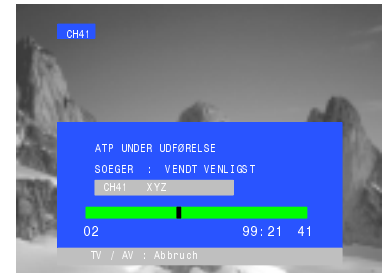 CH41
ATP UNDER UDFØRELSE
SOEGER : VENDT VENLIGST
CH41 XYZ
02 99:21 41
TV / AV : Abbruch